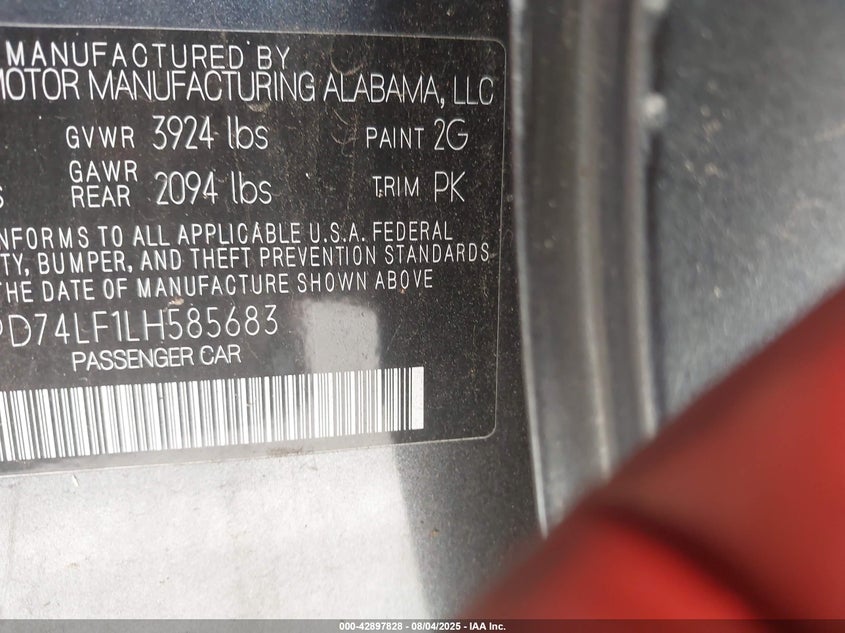 MANUFACTURED BY
MOTOR MANUFACTURING ALABAMA, LLC
GVWR 3924 lbs PAINT 2G
GAWR
REAR 2094 lbs TRIM PK
NFORMS TO ALL APPLICABLE U.S.A. FEDERAL
TY, BUMPER, AND THEFT PREVENTION STANDARDS
THE DATE OF MANUFACTURE SHOWN ABOVE
PD74LF1LH585683
PASSENGER CAR
000-42897828 - 08/04/2025 - IAA Inc.